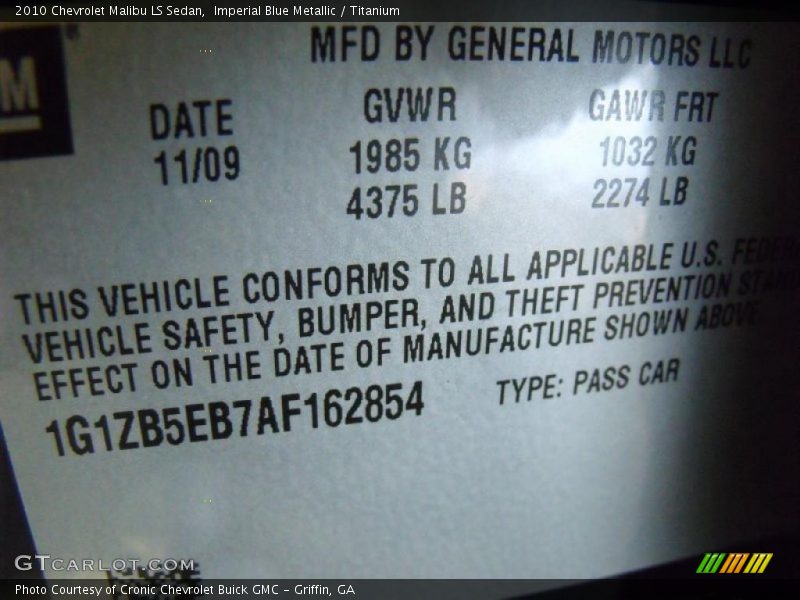 2010 Chevrolet Malibu LS Sedan, Imperial Blue Metallic / Titanium
MFD BY GENERAL MOTORS LLC
M
DATE GVWR GAWR FRT
11/09 1985 KG 1032 KG
4375 LB 2274 LB
THIS VEHICLE CONFORMS TO ALL APPLICABLE U.S. FEDERAL
VEHICLE SAFETY, BUMPER, AND THEFT PREVENTION
EFFECT ON THE DATE OF MANUFACTURE SHOWN ABOVE
1G1ZB5EB7AF162854 TYPE: PASS CAR
GTCARLOT.COM
Photo Courtesy of Cronic Chevrolet Buick GMC – Griffin, GA